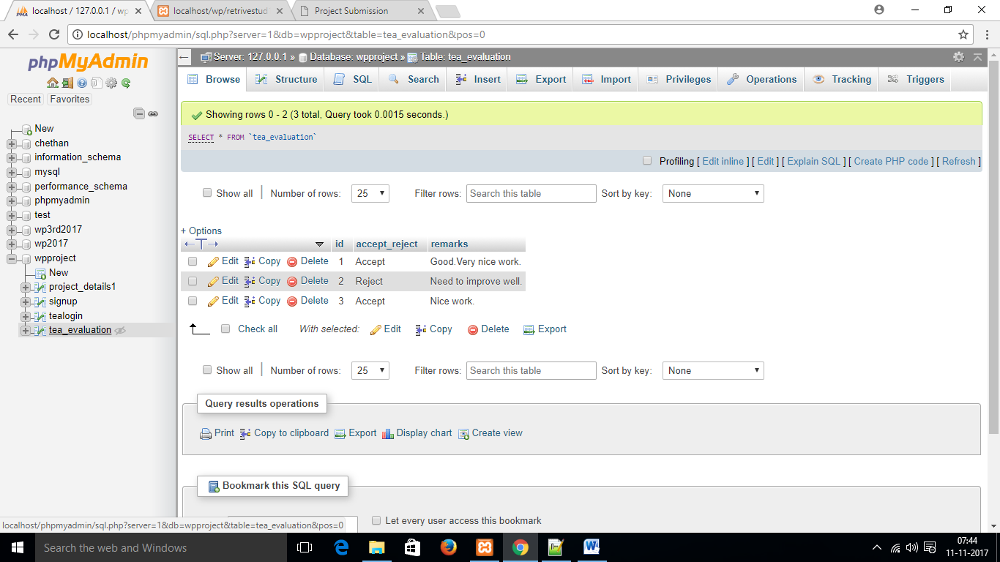 localhost / 127.0.0.1 / wp
localhost/wp/retrivestud
Project Submission
localhost/phpmyadmin/sql.php?server=1&db=wpproject&table=tea_evaluation&pos=0
phpMyAdmin
Recent Favorites
New
chethan
information_schema
mysql
performance_schema
phpmyadmin
test
wp3rd2017
wp2017
wpproject
New
project_details1
signup
tealogin
tea_evaluation
Server: 127.0.0.1 » Database: wpproject » Table: tea_evaluation
Browse Structure SQL Search Insert Export Import Privileges Operations Tracking Triggers
Showing rows 0 - 2 (3 total, Query took 0.0015 seconds.)
SELECT * FROM `tea_evaluation`
Profiling [ Edit inline ] [ Edit ] [ Explain SQL ] [ Create PHP code ] [ Refresh ]
Show all Number of rows: 25 Filter rows: Search this table Sort by key: None
+ Options
id accept_reject remarks
Edit Copy Delete 1 Accept Good.Very nice work.
Edit Copy Delete 2 Reject Need to improve well.
Edit Copy Delete 3 Accept Nice work.
Check all With selected: Edit Copy Delete Export
Show all Number of rows: 25 Filter rows: Search this table Sort by key: None
Query results operations
Print Copy to clipboard Export Display chart Create view
Bookmark this SQL query
Let every user access this bookmark
localhost/phpmyadmin/sql.php?server=1&db=wpproject&table=tea_evaluation&pos=0
Search the web and Windows
07:44
11-11-2017